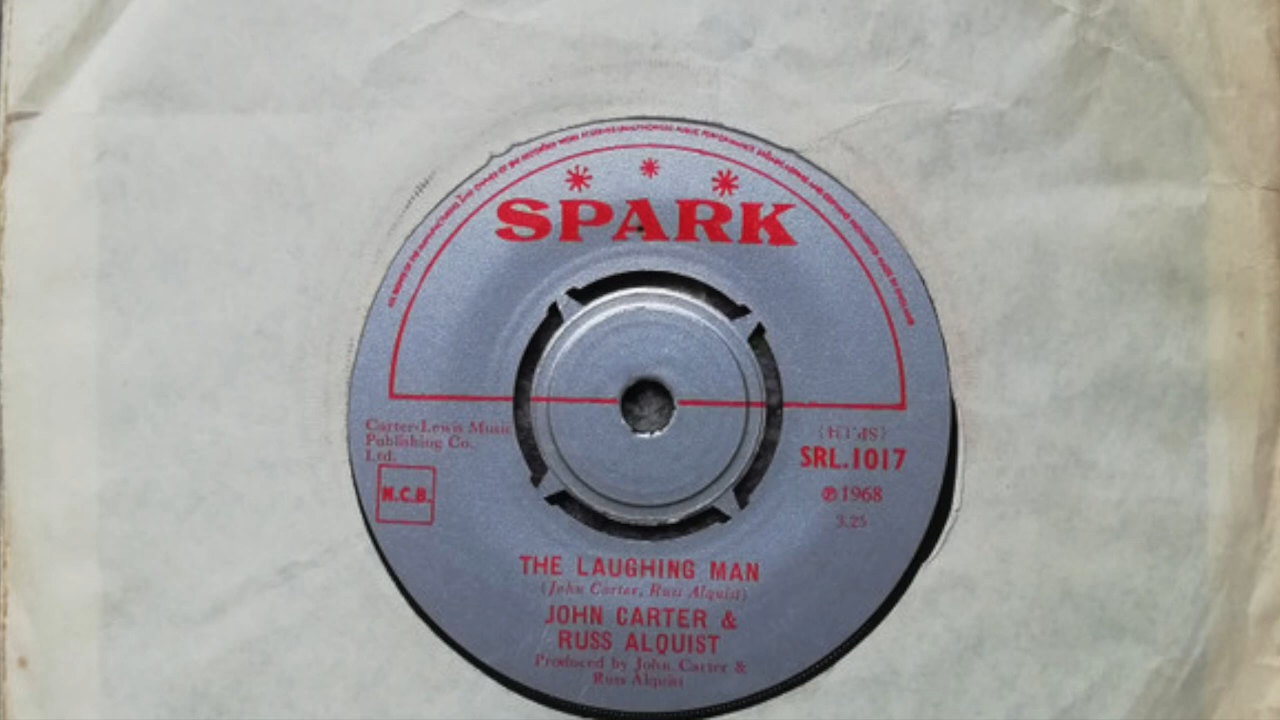 SPARK
Carter-Lewis Music
Publishing Co.,
Ltd.
N.C.B.
SRL.1017
℗ 1968
3.25
THE LAUGHING MAN
(John Carter, Russ Alquist)
JOHN CARTER &
RUSS ALQUIST
Produced by John Carter &
Russ Alquist